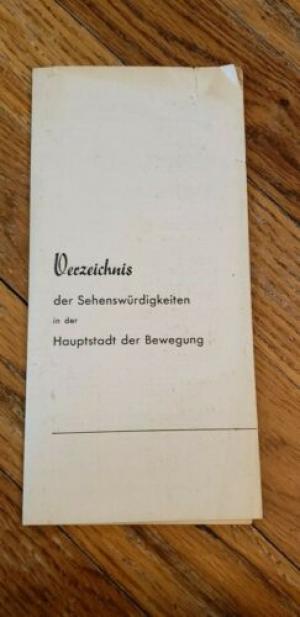 Verzeichnis
der Sehenswürdigkeiten
in der
Hauptstadt der Bewegung